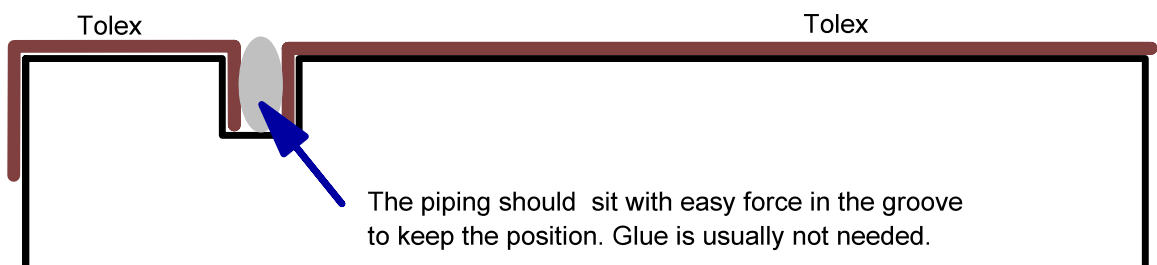 Tolex
Tolex
The piping should  sit with easy force in the groove
to keep the position. Glue is usually not needed.